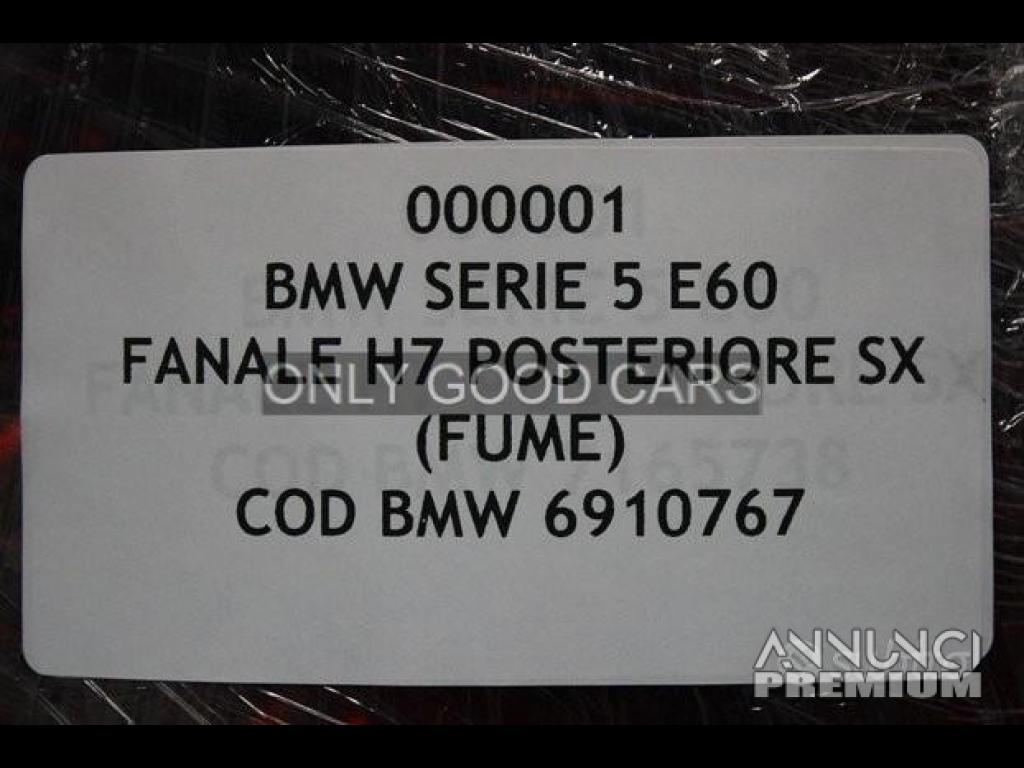 000001
BMW SERIE 5 E60
FANALE H7 POSTERIORE SX
ONLY GOOD CARS
(FUME)
COD BMW 6910767
ANNUNCI
PREMIUM